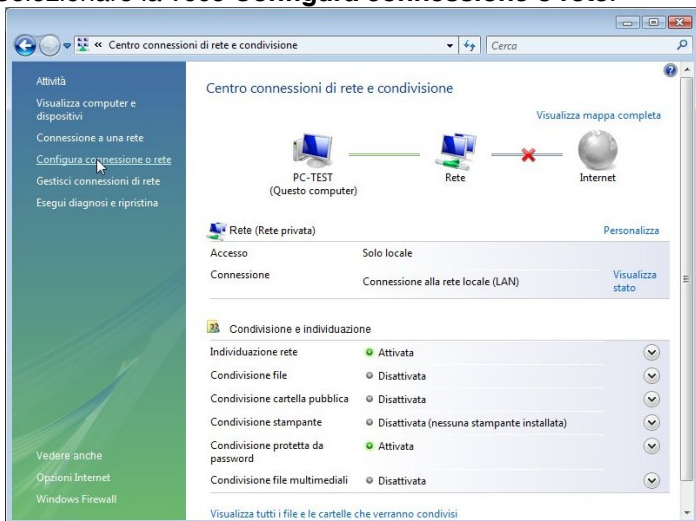 Selezionare la voce Configura connessione o rete.
« Centro connessioni di rete e condivisione
Cerca
Attività
Visualizza computer e
dispositivi
Connessione a una rete
Configura connessione o rete
Gestisci connessioni di rete
Esegui diagnosi e ripristina
Vedere anche
Opzioni Internet
Windows Firewall
Centro connessioni di rete e condivisione
Visualizza mappa completa
PC-TEST
(Questo computer)
Rete
Internet
Rete (Rete privata)
Personalizza
Accesso
Solo locale
Connessione
Connessione alla rete locale (LAN)
Visualizza
stato
Condivisione e individuazione
Individuazione rete
Attivata
Condivisione file
Disattivata
Condivisione cartella pubblica
Disattivata
Condivisione stampante
Disattivata (nessuna stampante installata)
Condivisione protetta da
password
Attivata
Condivisione file multimediali
Disattivata
Visualizza tutti i file e le cartelle che verranno condivisi